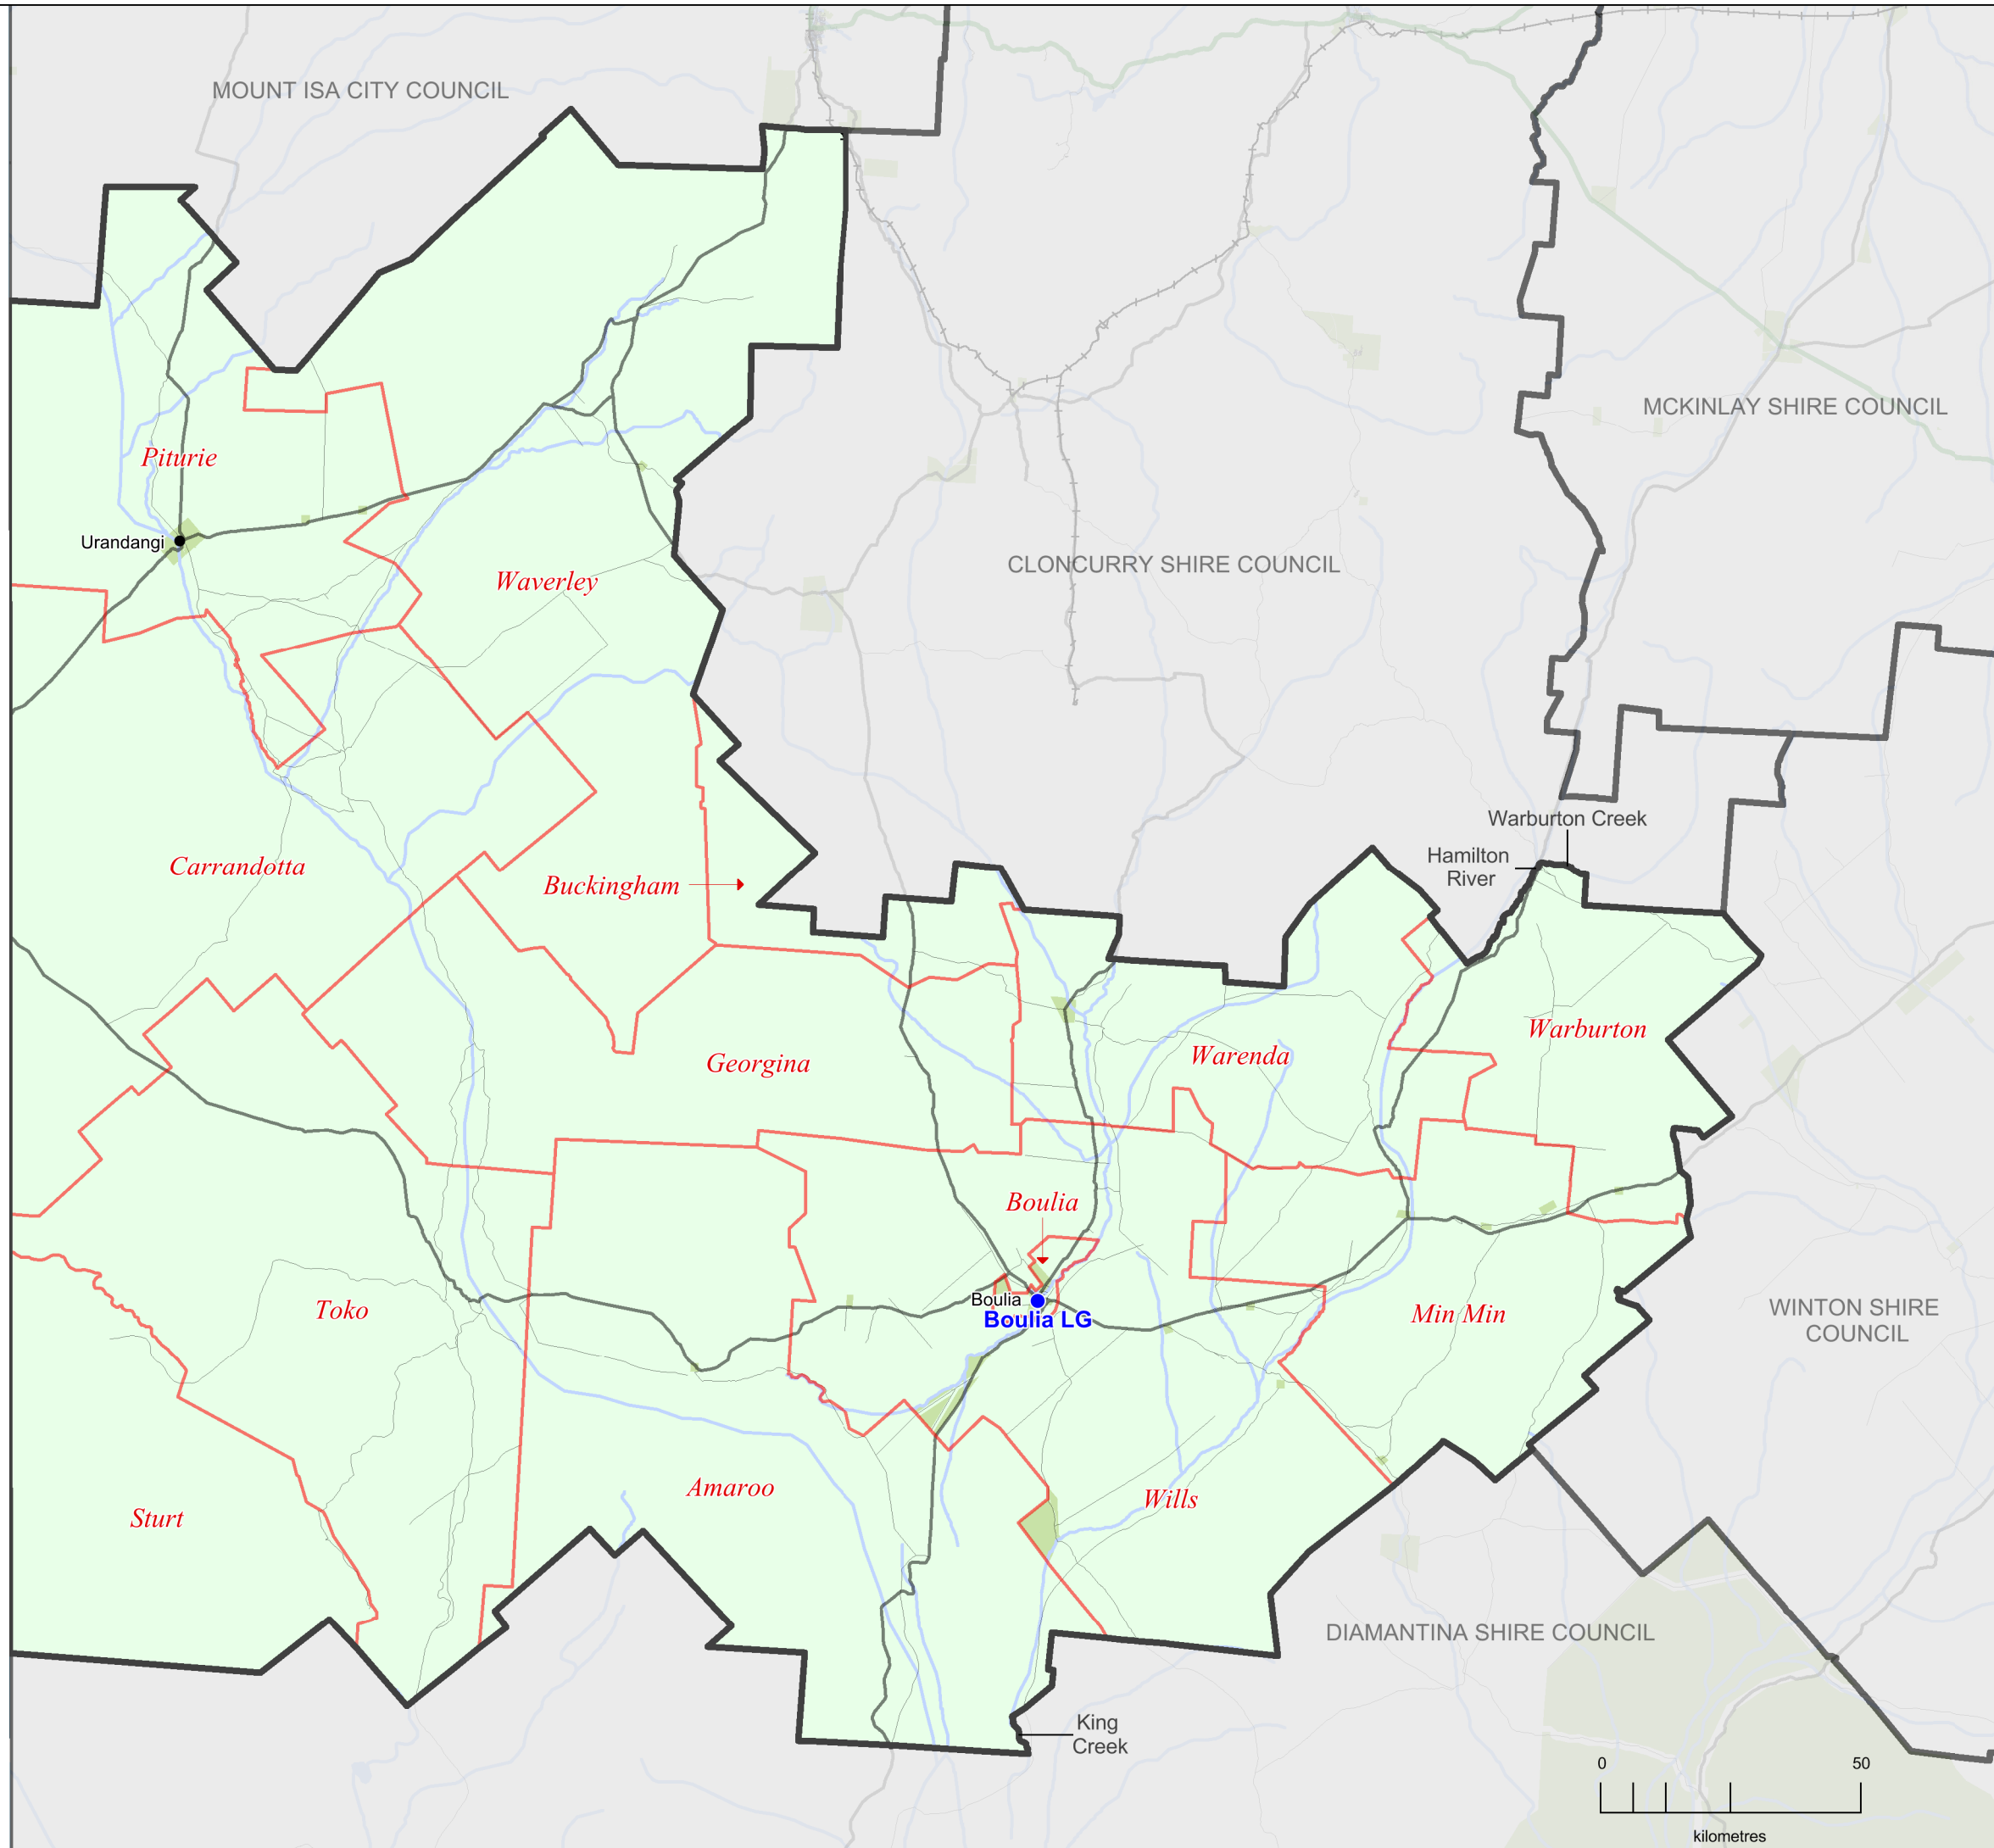 MOUNT ISA CITY COUNCIL
MCKINLAY SHIRE COUNCIL
Piturie
Urandangi
CLONCURRY SHIRE COUNCIL
Waverley
Warburton Creek
Hamilton
River
Carrandotta
Buckingham
Warburton
Warenda
Georgina
Boulia
Boulia
Boulia LG
Toko
Min Min
WINTON SHIRE
COUNCIL
Amaroo
Wills
Sturt
DIAMANTINA SHIRE COUNCIL
King
Creek
0 50
kilometres